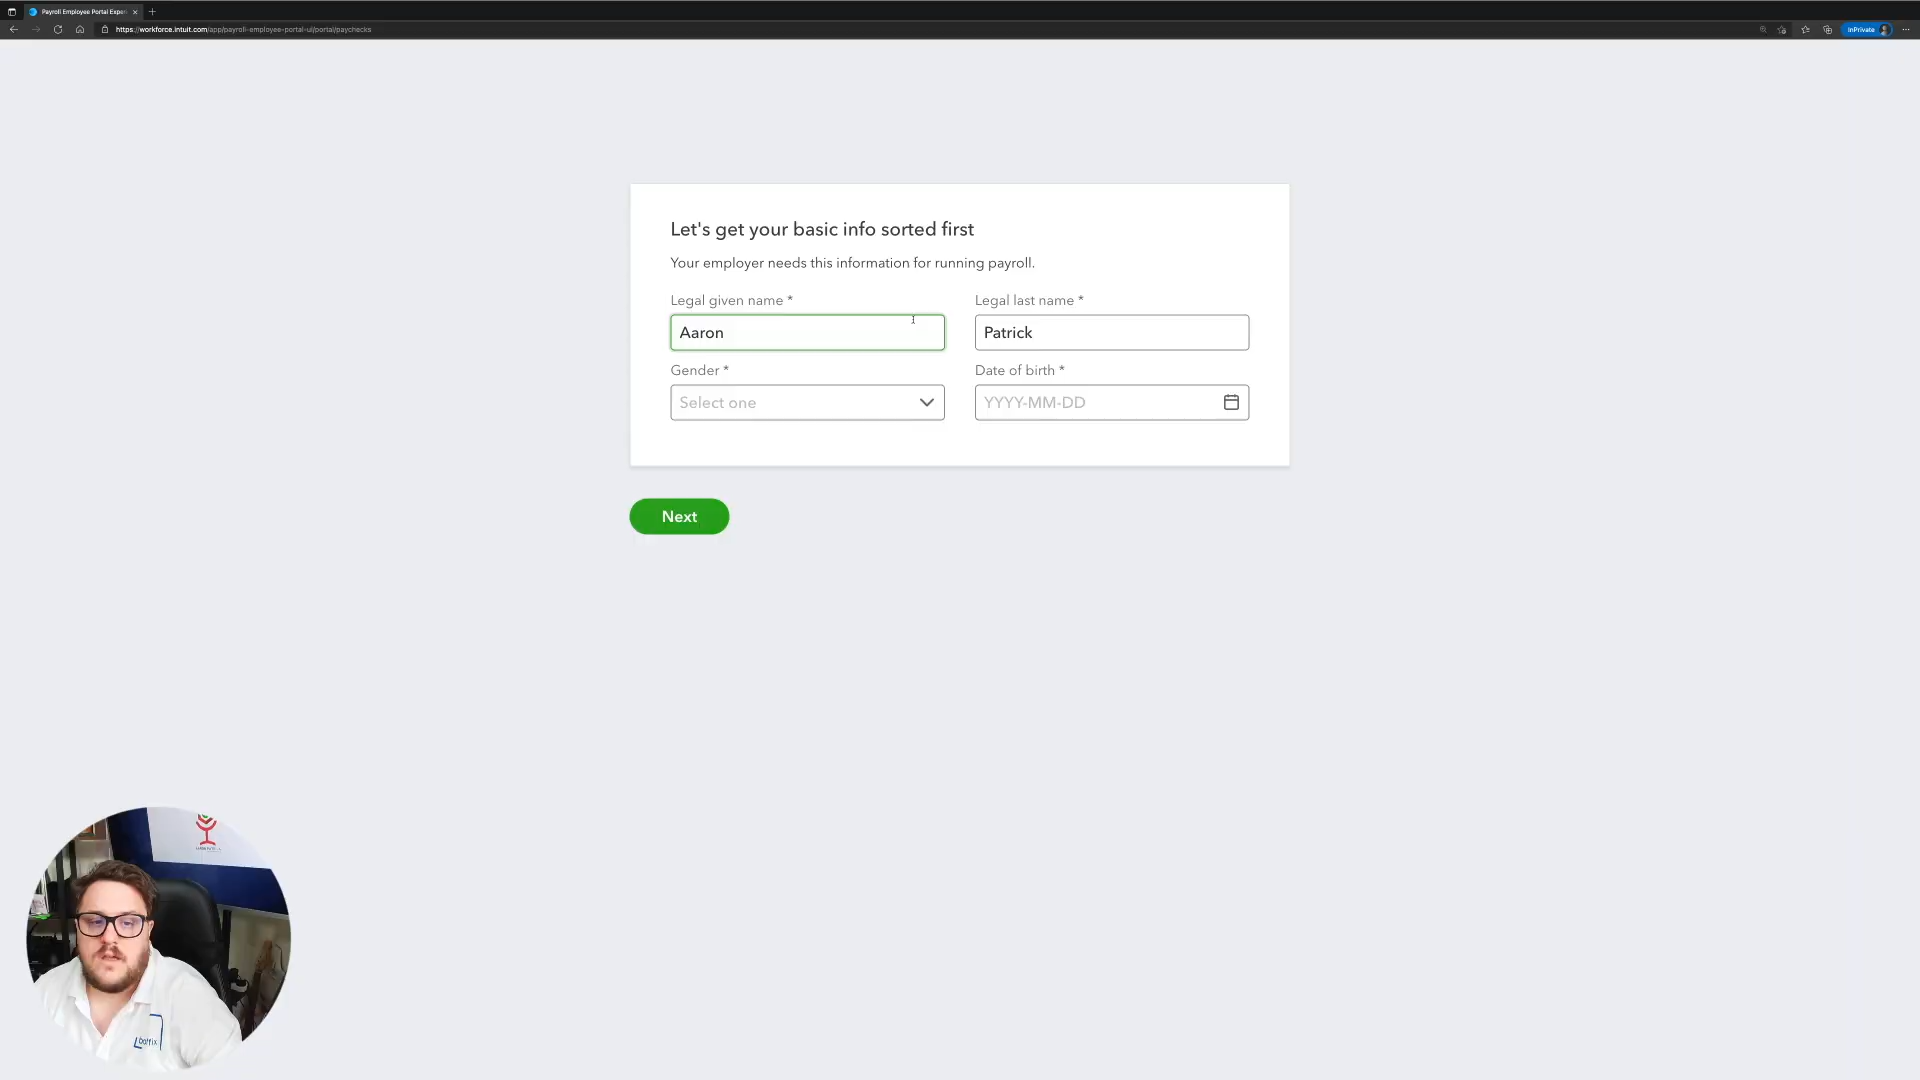 Payroll Employee Portal Exper
https://workforce.intuit.com/app/payroll-employee-portal-ui/portal/paychecks
InPrivate
Let's get your basic info sorted first
Your employer needs this information for running payroll.
Legal given name *
Legal last name *
Aaron
Patrick
Gender *
Date of birth *
Select one
YYYY-MM-DD
Next